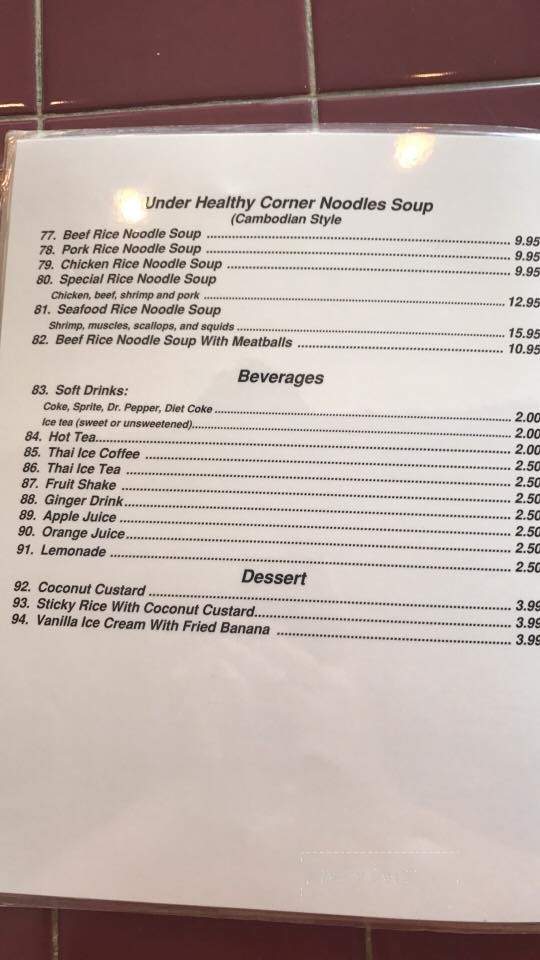 Under Healthy Corner Noodles Soup
(Cambodian Style
77. Beef Rice Noodle Soup 9.95
78. Pork Rice Noodle Soup 9.95
79. Chicken Rice Noodle Soup 9.95
80. Special Rice Noodle Soup
Chicken, beef, shrimp and pork 12.95
81. Seafood Rice Noodle Soup
Shrimp, muscles, scallops, and squids 15.95
82. Beef Rice Noodle Soup With Meatballs 10.95
Beverages
83. Soft Drinks:
Coke, Sprite, Dr. Pepper, Diet Coke 2.00
Ice tea (sweet or unsweetened) 2.00
84. Hot Tea 2.00
85. Thai Ice Coffee 2.50
86. Thai Ice Tea 2.50
87. Fruit Shake 2.50
88. Ginger Drink 2.50
89. Apple Juice 2.50
90. Orange Juice 2.50
91. Lemonade 2.50
Dessert
92. Coconut Custard 3.99
93. Sticky Rice With Coconut Custard 3.99
94. Vanilla Ice Cream With Fried Banana 3.99